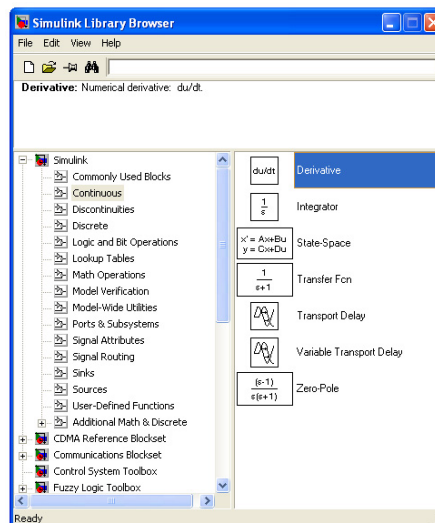 Simulink Library Browser
File Edit View Help
Derivative: Numerical derivative: du/dt.
Simulink
Commonly Used Blocks
Continuous
Discontinuities
Discrete
Logic and Bit Operations
Lookup Tables
Math Operations
Model Verification
Model-Wide Utilities
Ports & Subsystems
Signal Attributes
Signal Routing
Sinks
Sources
User-Defined Functions
Additional Math & Discrete
CDMA Reference Blockset
Communications Blockset
Control System Toolbox
Fuzzy Logic Toolbox
du/dt Derivative
1
s Integrator
x' = Ax+Bu
y = Cx+Du State-Space
1
s+1 Transfer Fcn
Transport Delay
Variable Transport Delay
(s-1)
s(s+1) Zero-Pole
Ready